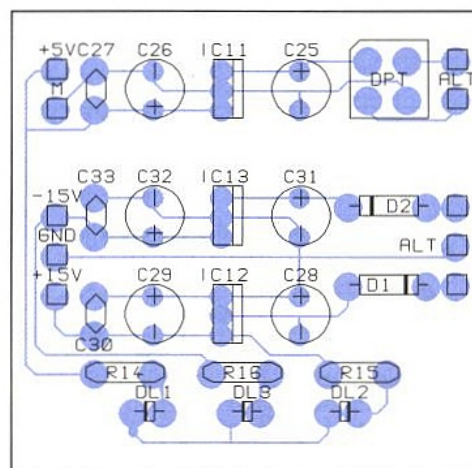 +5V C27 C26 IC11 C25
M DPT ALT
C33 C32 IC13 C31
-15V D2
GND ALT
+15V C29 IC12 C28 D1
C30
R14 R16 R15
DL1 DL3 DL2